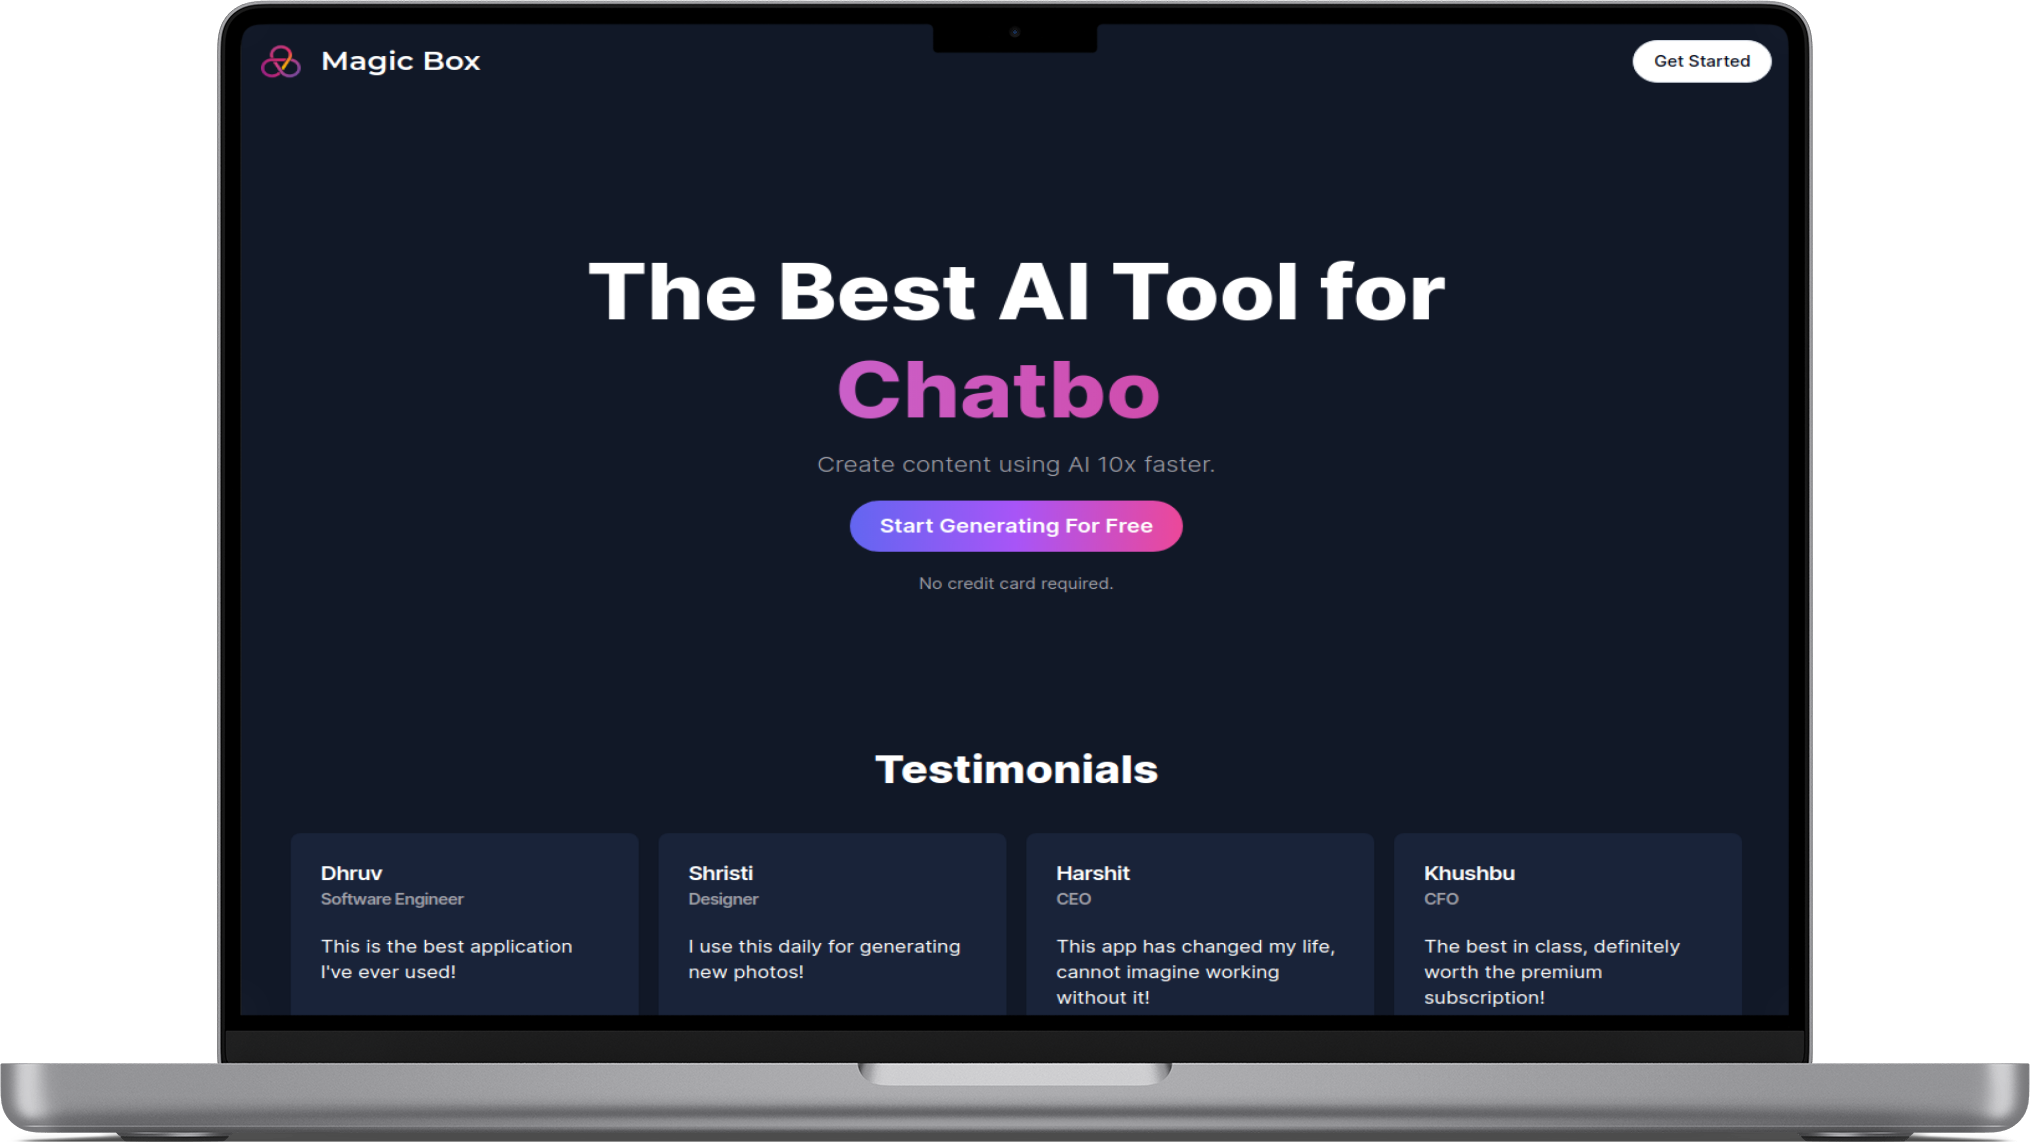 Magic Box
Get Started
The Best AI Tool for
Chatbo
Create content using AI 10x faster.
Start Generating For Free
No credit card required.
Testimonials
Dhruv
Software Engineer
This is the best application
I've ever used!
Shristi
Designer
I use this daily for generating
new photos!
Harshit
CEO
This app has changed my life,
cannot imagine working
without it!
Khushbu
CFO
The best in class, definitely
worth the premium
subscription!